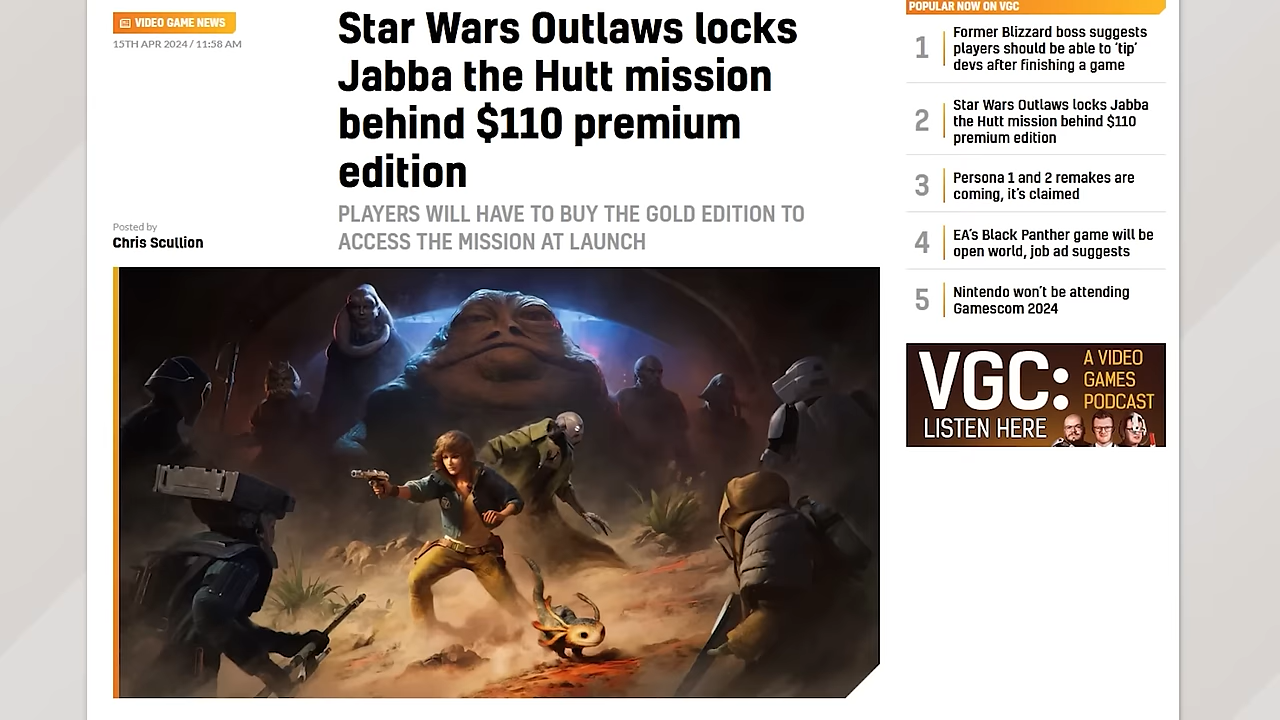 VIDEO GAME NEWS
15TH APR 2024 / 11:58 AM
Star Wars Outlaws locks
Jabba the Hutt mission
behind $110 premium
edition
PLAYERS WILL HAVE TO BUY THE GOLD EDITION TO
ACCESS THE MISSION AT LAUNCH
Posted by
Chris Scullion
POPULAR NOW ON VGC
1
Former Blizzard boss suggests
players should be able to ‘tip’
devs after finishing a game
2
Star Wars Outlaws locks Jabba
the Hutt mission behind $110
premium edition
3
Persona 1 and 2 remakes are
coming, it’s claimed
4
EA’s Black Panther game will be
open world, job ad suggests
5
Nintendo won’t be attending
Gamescom 2024
VGC:
A VIDEO
GAMES
PODCAST
LISTEN HERE